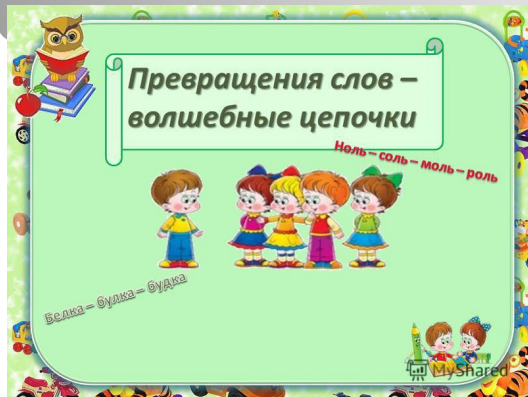 Превращения слов –
волшебные цепочки
Ноль – соль – моль – роль
Белка – булка – будка
MyShared